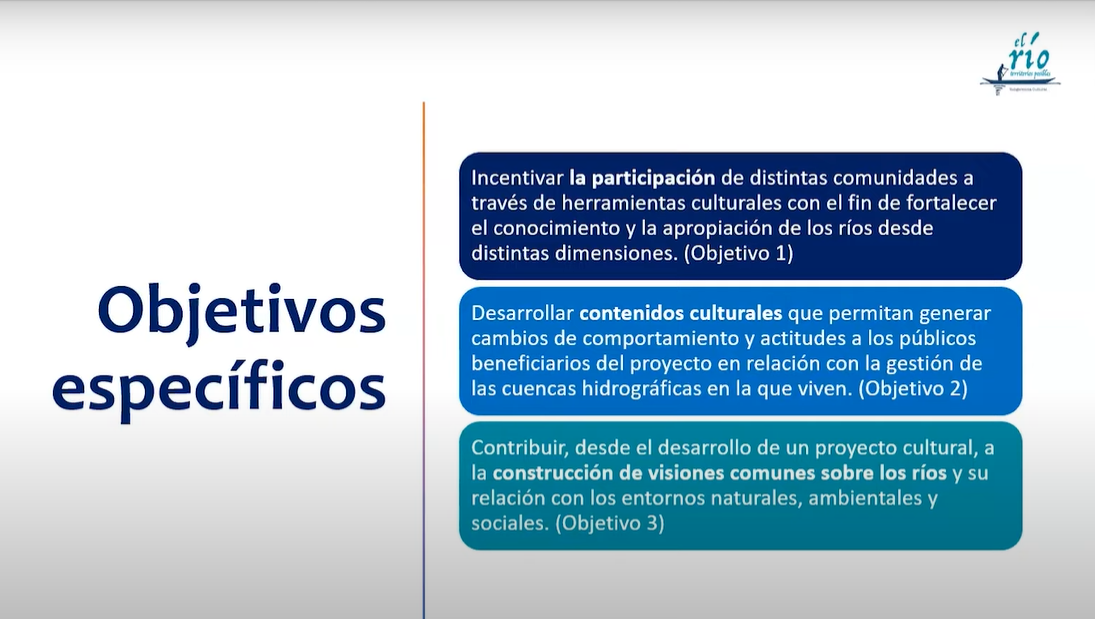 el río
territorios posibles
Objetivos
específicos
Incentivar la participación de distintas comunidades a
través de herramientas culturales con el fin de fortalecer
el conocimiento y la apropiación de los ríos desde
distintas dimensiones. (Objetivo 1)
Desarrollar contenidos culturales que permitan generar
cambios de comportamiento y actitudes a los públicos
beneficiarios del proyecto en relación con la gestión de
las cuencas hidrográficas en la que viven. (Objetivo 2)
Contribuir, desde el desarrollo de un proyecto cultural, a
la construcción de visiones comunes sobre los ríos y su
relación con los entornos naturales, ambientales y
sociales. (Objetivo 3)